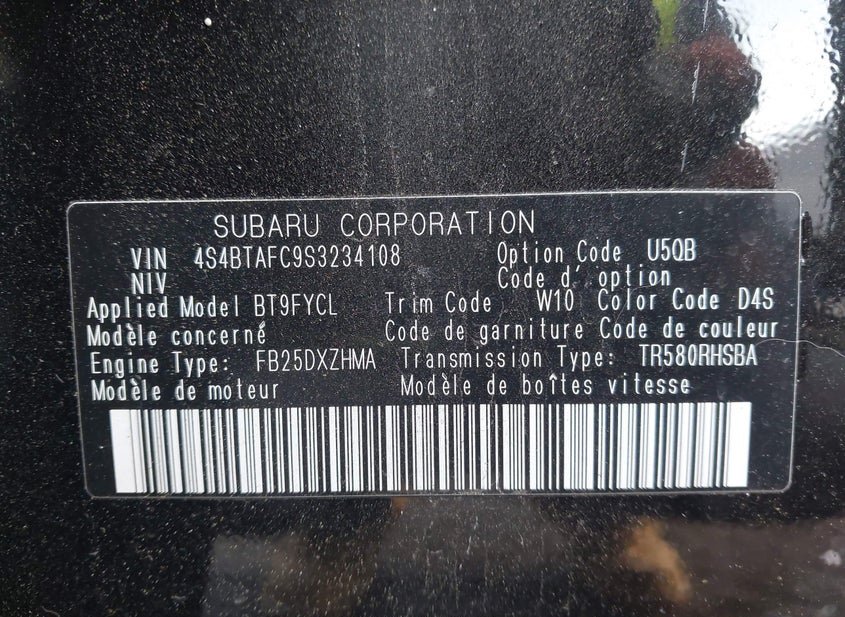 SUBARU CORPORATION
VIN 4S4BTAFC9S3234108 Option Code U5QB
NIV Code d' option
Applied Model BT9FYCL Trim Code W10 Color Code D4S
Modèle concerné Code de garniture Code de couleur
Engine Type: FB25DXZHMA Transmission Type: TR580RHSBA
Modèle de moteur Modèle de boîtes vitesse